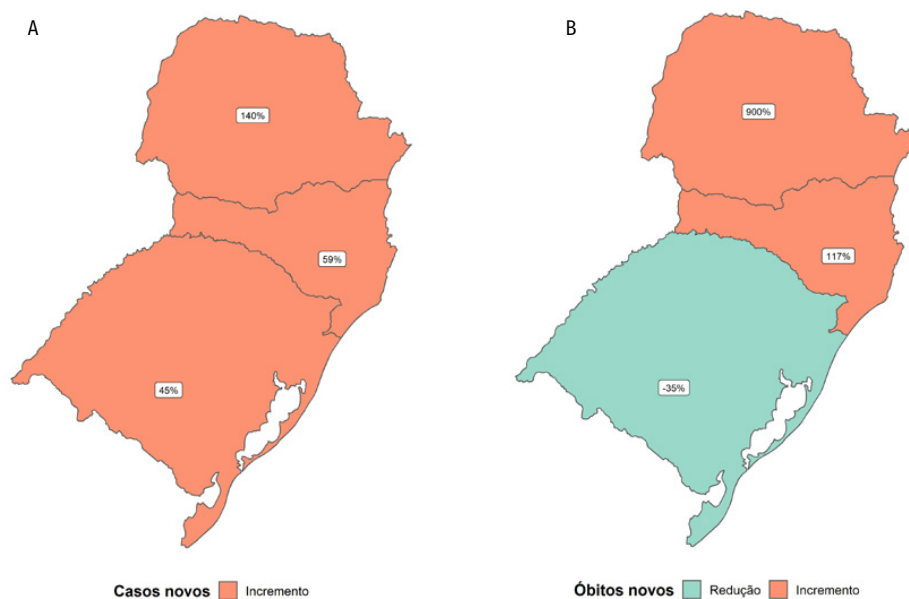 A
140%
59%
45%
Casos novos Incremento
B
900%
117%
-35%
Óbitos novos Redução Incremento